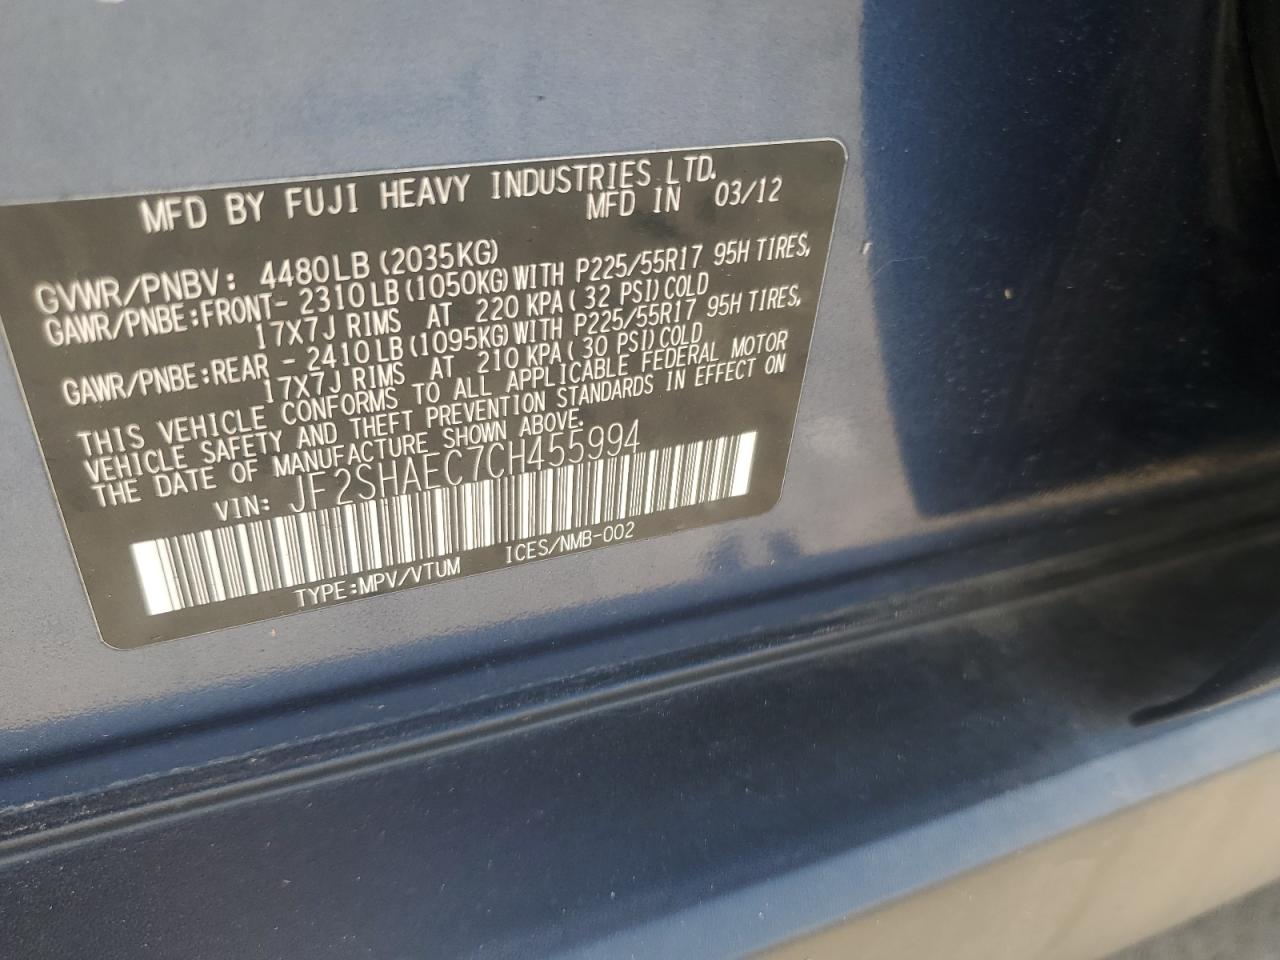 MFD BY FUJI HEAVY INDUSTRIES LTD.
MFD IN 03/12
GVWR/PNBV: 4480LB (2035KG)
GAWR/PNBE:FRONT- 2310LB(1050KG)WITH P225/55R17 95H TIRES,
17X7J RIMS AT 220 KPA( 32 PSI)COLD
GAWR/PNBE:REAR - 2410LB(1095KG)WITH P225/55R17 95H TIRES,
17X7J RIMS AT 210 KPA( 30 PSI)COLD
THIS VEHICLE CONFORMS TO ALL APPLICABLE FEDERAL MOTOR
VEHICLE SAFETY AND THEFT PREVENTION STANDARDS IN EFFECT ON
THE DATE OF MANUFACTURE SHOWN ABOVE.
VIN: JF2SHAEC7CH455994
TYPE:MPV/VTUM ICES/NMB-002